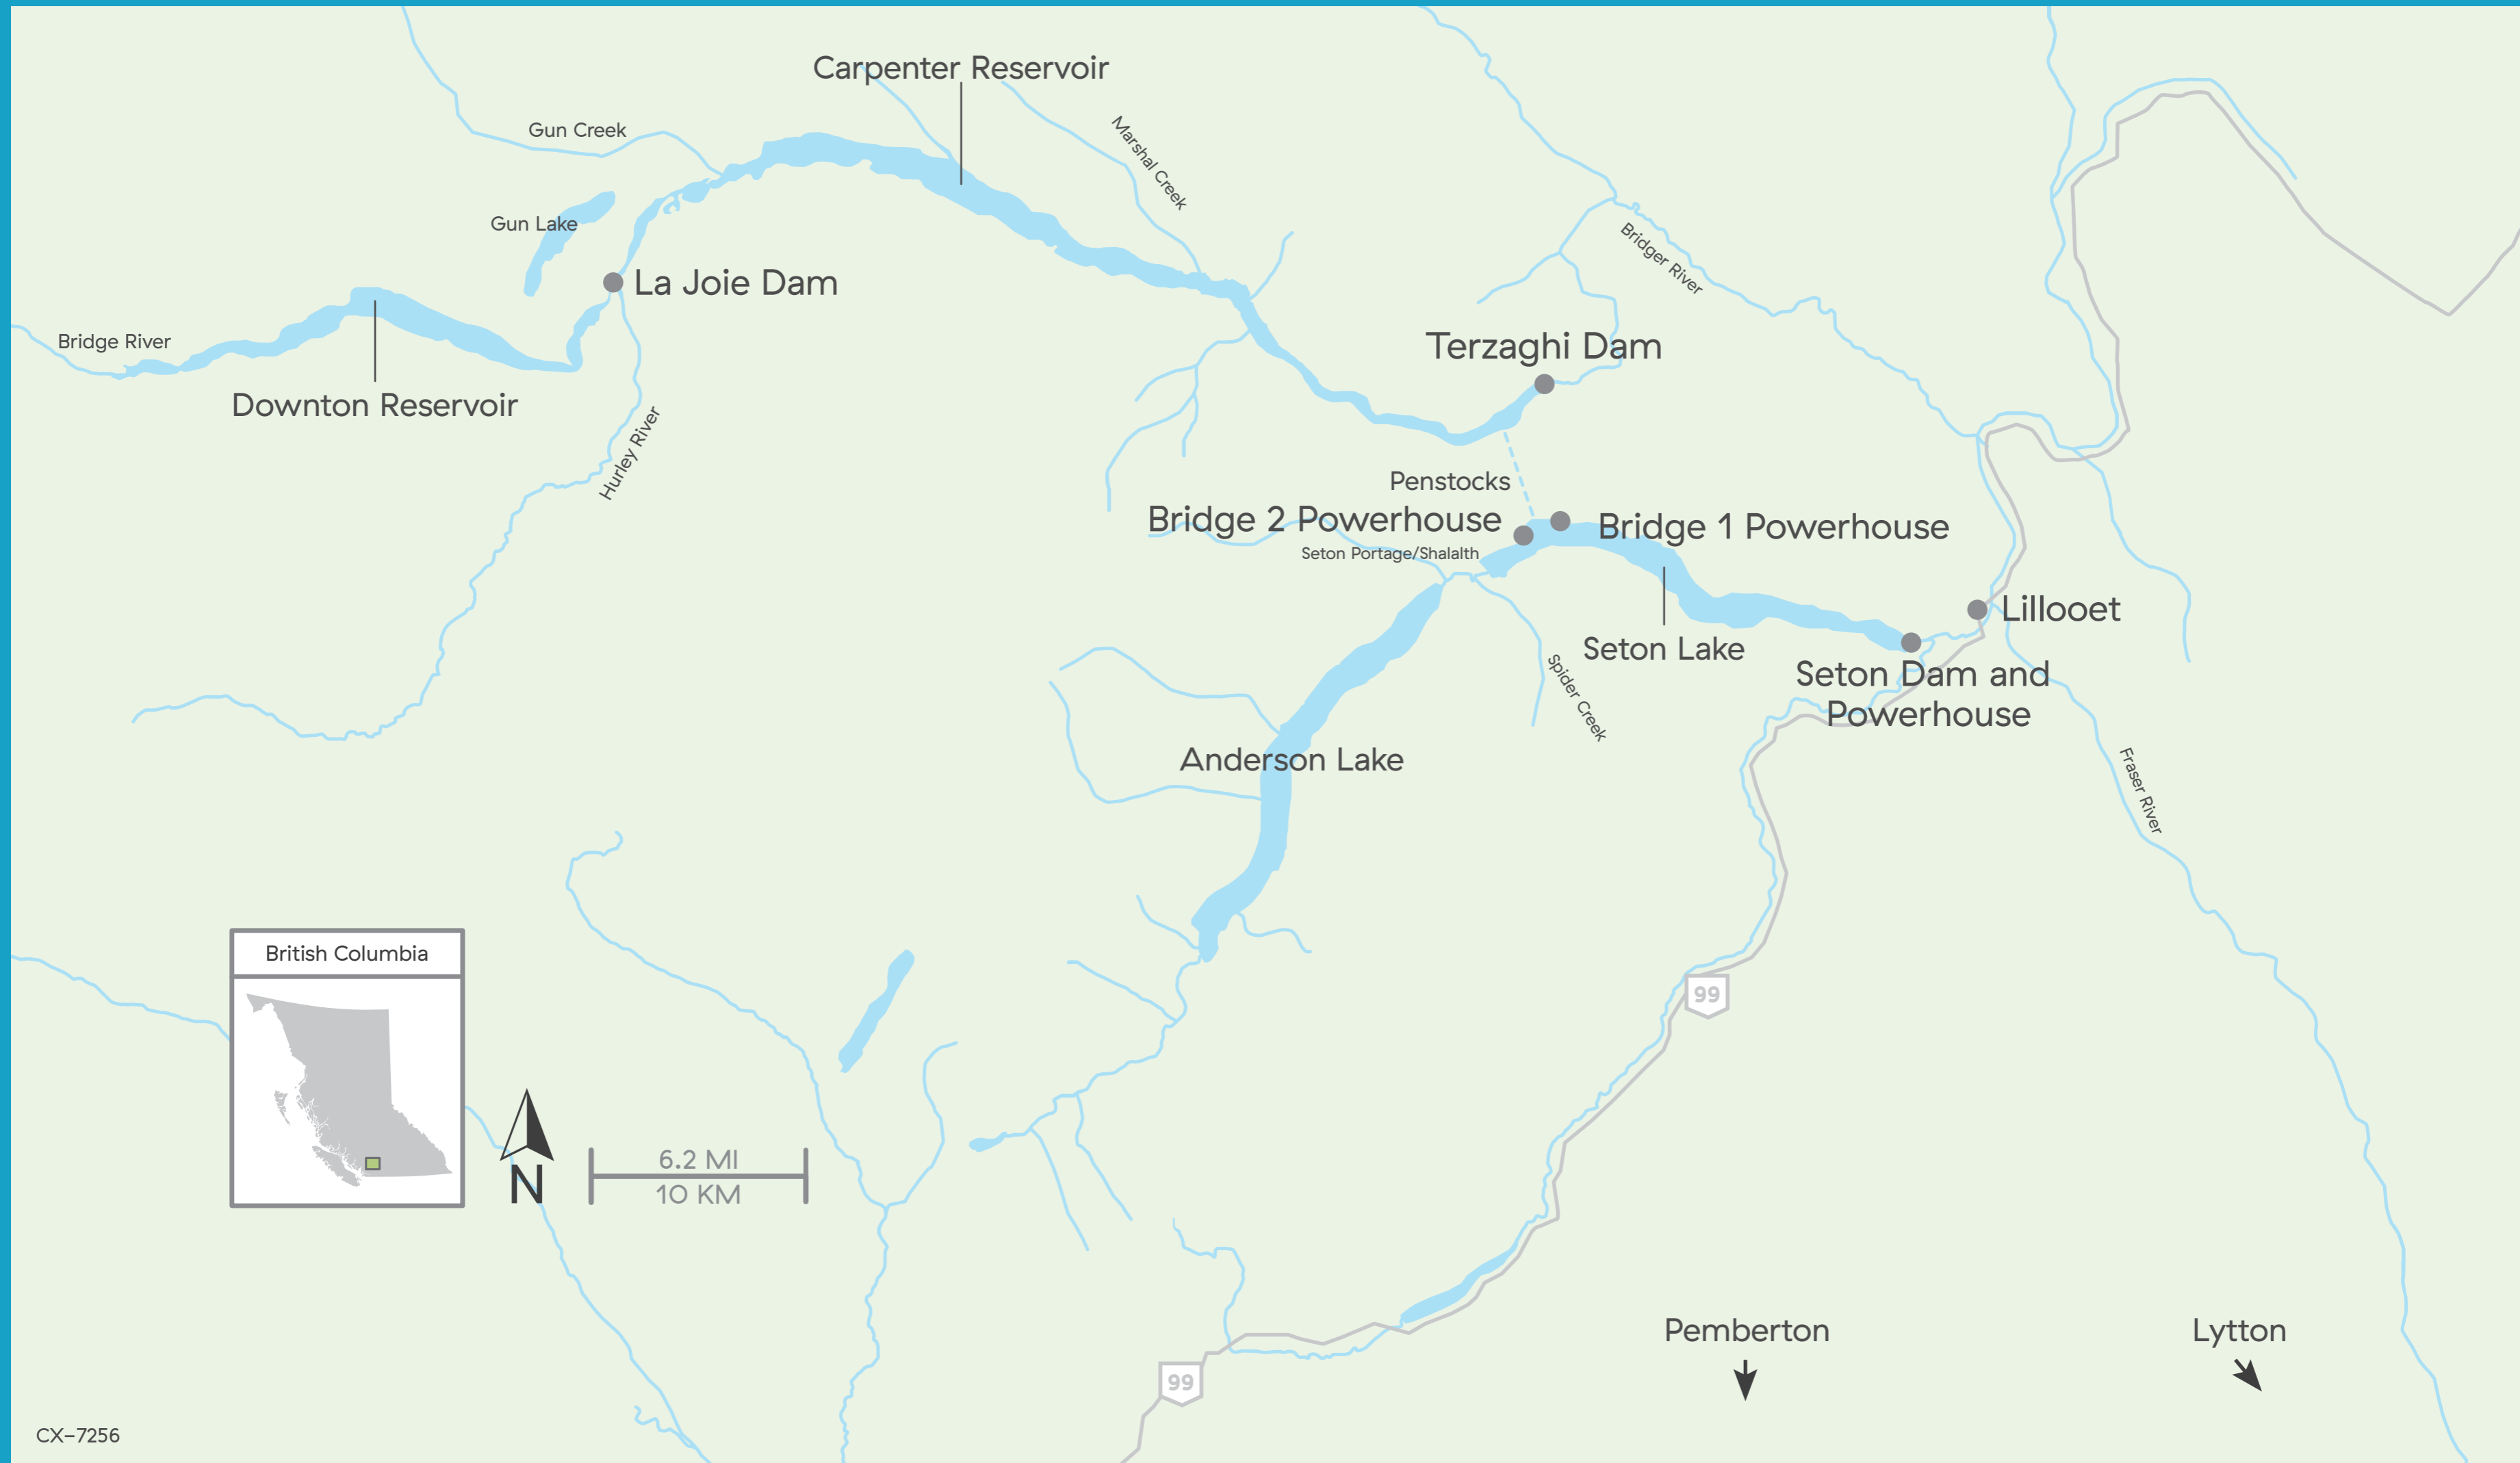 Carpenter Reservoir
Gun Creek
Marshal Creek
Gun Lake
Bridger River
La Joie Dam
Bridge River
Terzaghi Dam
Downton Reservoir
Hurley River
Penstocks
Bridge 2 Powerhouse
Bridge 1 Powerhouse
Seton Portage/Shalalth
Lillooet
Seton Lake
Spider Creek
Seton Dam and
Powerhouse
Anderson Lake
Fraser River
British Columbia
99
6.2 MI
10 KM
N
Pemberton
Lytton
99
CX-7256